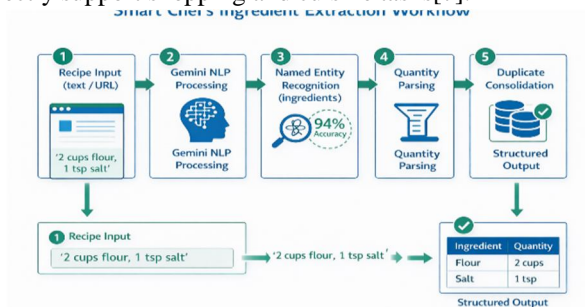 Smart Chef's Ingredient Extraction Workflow
1
Recipe Input
(text / URL)
'2 cups flour,
1 tsp salt'
2
Gemini NLP
Processing
Gemini NLP
Processing
3
Named Entity
Recognition
(ingredients)
94%
Accuracy
4
Quantity
Parsing
Quantity
Parsing
5
Duplicate
Consolidation
Structured
Output
1 Recipe Input
'2 cups flour, 1 tsp salt'
'2 cups flour, 1 tsp salt'
Ingredient Quantity
Flour 2 cups
Salt 1 tsp
Structured Output